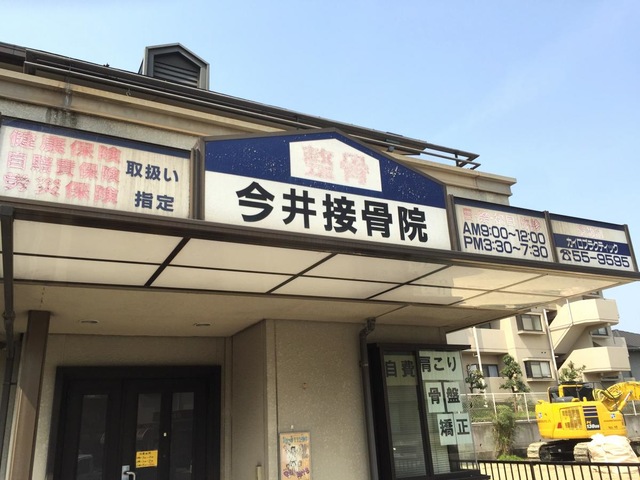 健康保険
自賠責保険
労災保険
取扱い
指定
整骨
今井接骨院
AM9:00~12:00
PM3:30~7:30
カイロプラクティック
☎55-9595
自費
肩こり
骨盤
矯正